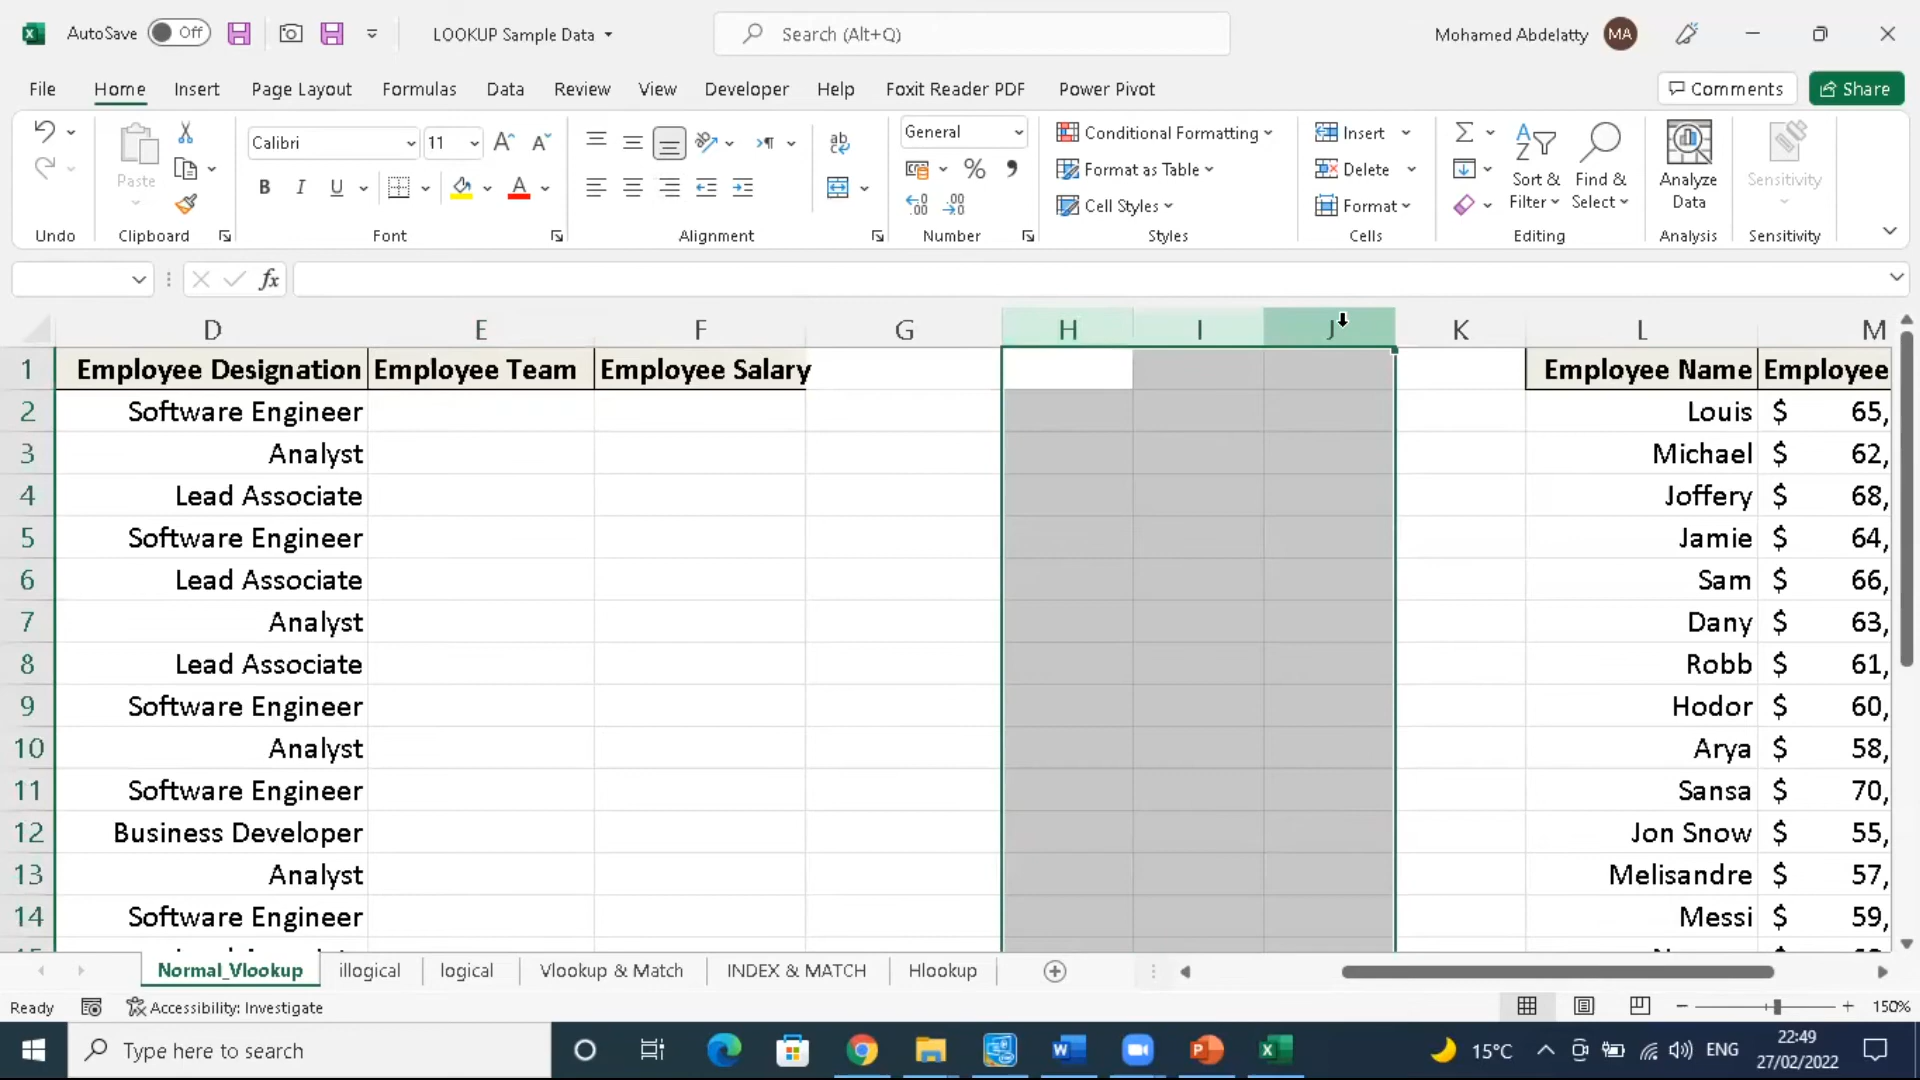 AutoSave Off LOOKUP Sample Data Search (Alt+Q) Mohamed Abdelatty MA
File Home Insert Page Layout Formulas Data Review View Developer Help Foxit Reader PDF Power Pivot Comments Share
Paste Calibri 11 General Conditional Formatting Format as Table Cell Styles Insert Delete Format Sort & Filter Find & Select Analyze Data Sensitivity
Undo Clipboard Font Alignment Number Styles Cells Editing Analysis Sensitivity
fx
D E F G H I J K L M
1 Employee Designation Employee Team Employee Salary Employee Name Employee
2 Software Engineer Louis $ 65,
3 Analyst Michael $ 62,
4 Lead Associate Joffery $ 68,
5 Software Engineer Jamie $ 64,
6 Lead Associate Sam $ 66,
7 Analyst Dany $ 63,
8 Lead Associate Robb $ 61,
9 Software Engineer Hodor $ 60,
10 Analyst Arya $ 58,
11 Software Engineer Sansa $ 70,
12 Business Developer Jon Snow $ 55,
13 Analyst Melisandre $ 57,
14 Software Engineer Messi $ 59,
Normal_Vlookup illogical logical Vlookup & Match INDEX & MATCH Hlookup
Ready Accessibility: Investigate 150%
Type here to search 15°C ENG 22:49
27/02/2022